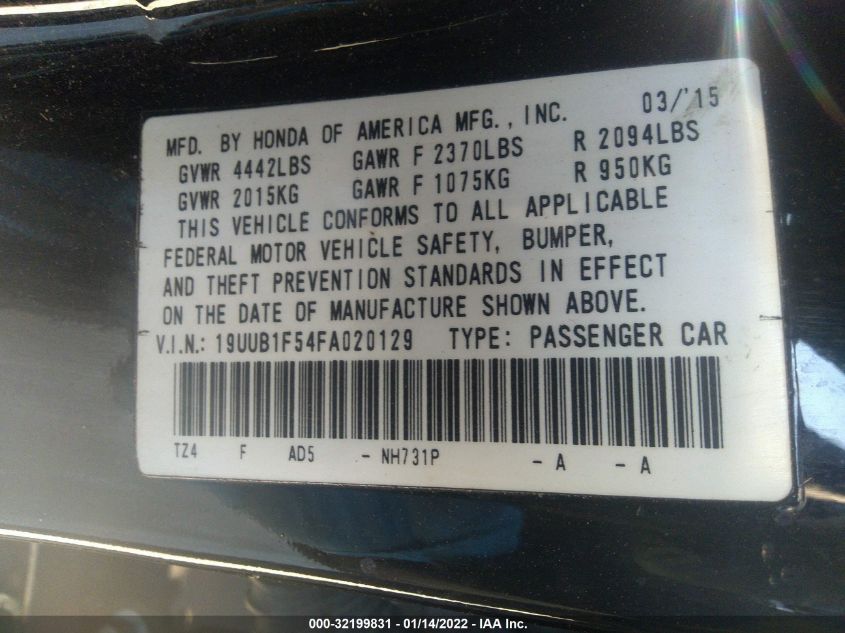 03/'15
MFD. BY HONDA OF AMERICA MFG., INC.
GVWR 4442LBS GAWR F 2370LBS R 2094LBS
GVWR 2015KG GAWR F 1075KG R 950KG
THIS VEHICLE CONFORMS TO ALL APPLICABLE
FEDERAL MOTOR VEHICLE SAFETY, BUMPER,
AND THEFT PREVENTION STANDARDS IN EFFECT
ON THE DATE OF MANUFACTURE SHOWN ABOVE.
V.I.N.: 19UUB1F54FA020129 TYPE: PASSENGER CAR
TZ4 F AD5 - NH731P - A - A
000-32199831 - 01/14/2022 - IAA Inc.